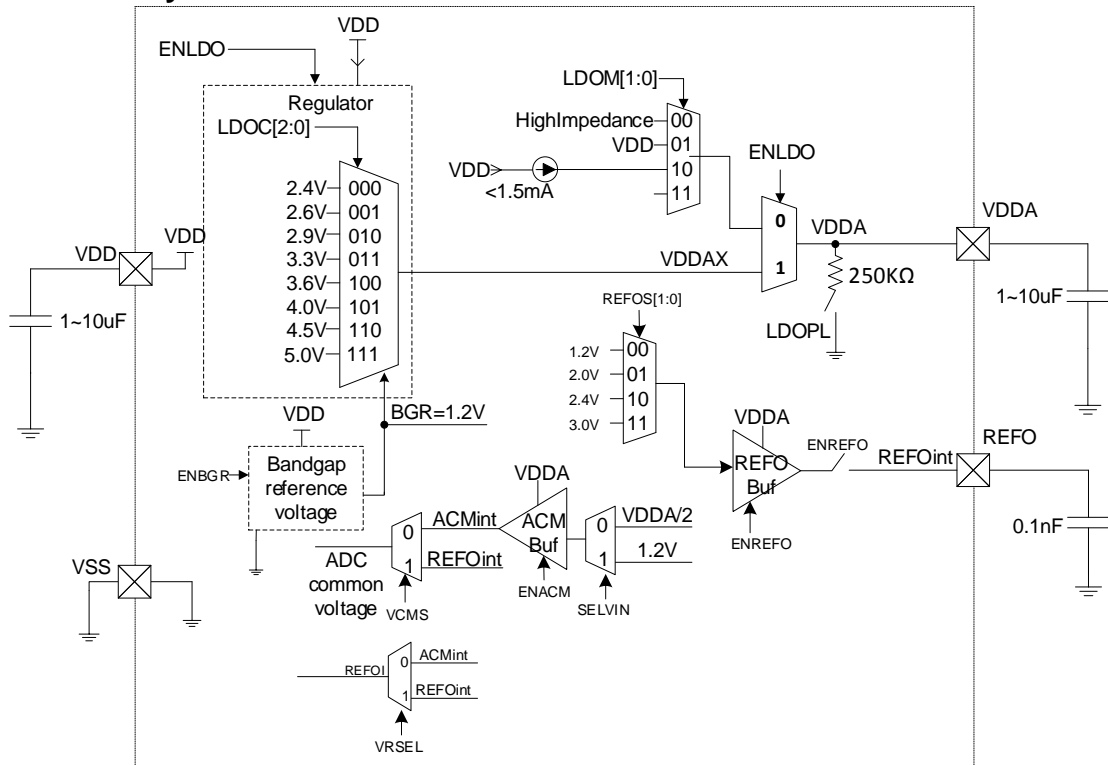 VDD
ENLDO
Regulator
LDOC[2:0]
2.4V 000
2.6V 001
2.9V 010
3.3V 011
3.6V 100
4.0V 101
4.5V 110
5.0V 111
LDOM[1:0]
HighImpedance 00
VDD 01
VDD 10
<1.5mA 11
ENLDO
0
1
VDDAX
VDDA
250KΩ
LDOPL
VDDA
1~10uF
VDD
VDD
1~10uF
REFOS[1:0]
1.2V 00
2.0V 01
2.4V 10
3.0V 11
BGR=1.2V
VDD
ENBGR
Bandgap
reference
voltage
VDDA
REFO
Buf
ENREFO
ENREFO
REFOint
REFO
0.1nF
VDDA
ACM
Buf
ENACM
ACMint
REFOint
0
1
ADC
common
voltage
VCMS
0 VDDA/2
1 1.2V
SELVIN
VSS
REFOI
0 ACMint
1 REFOint
VRSEL